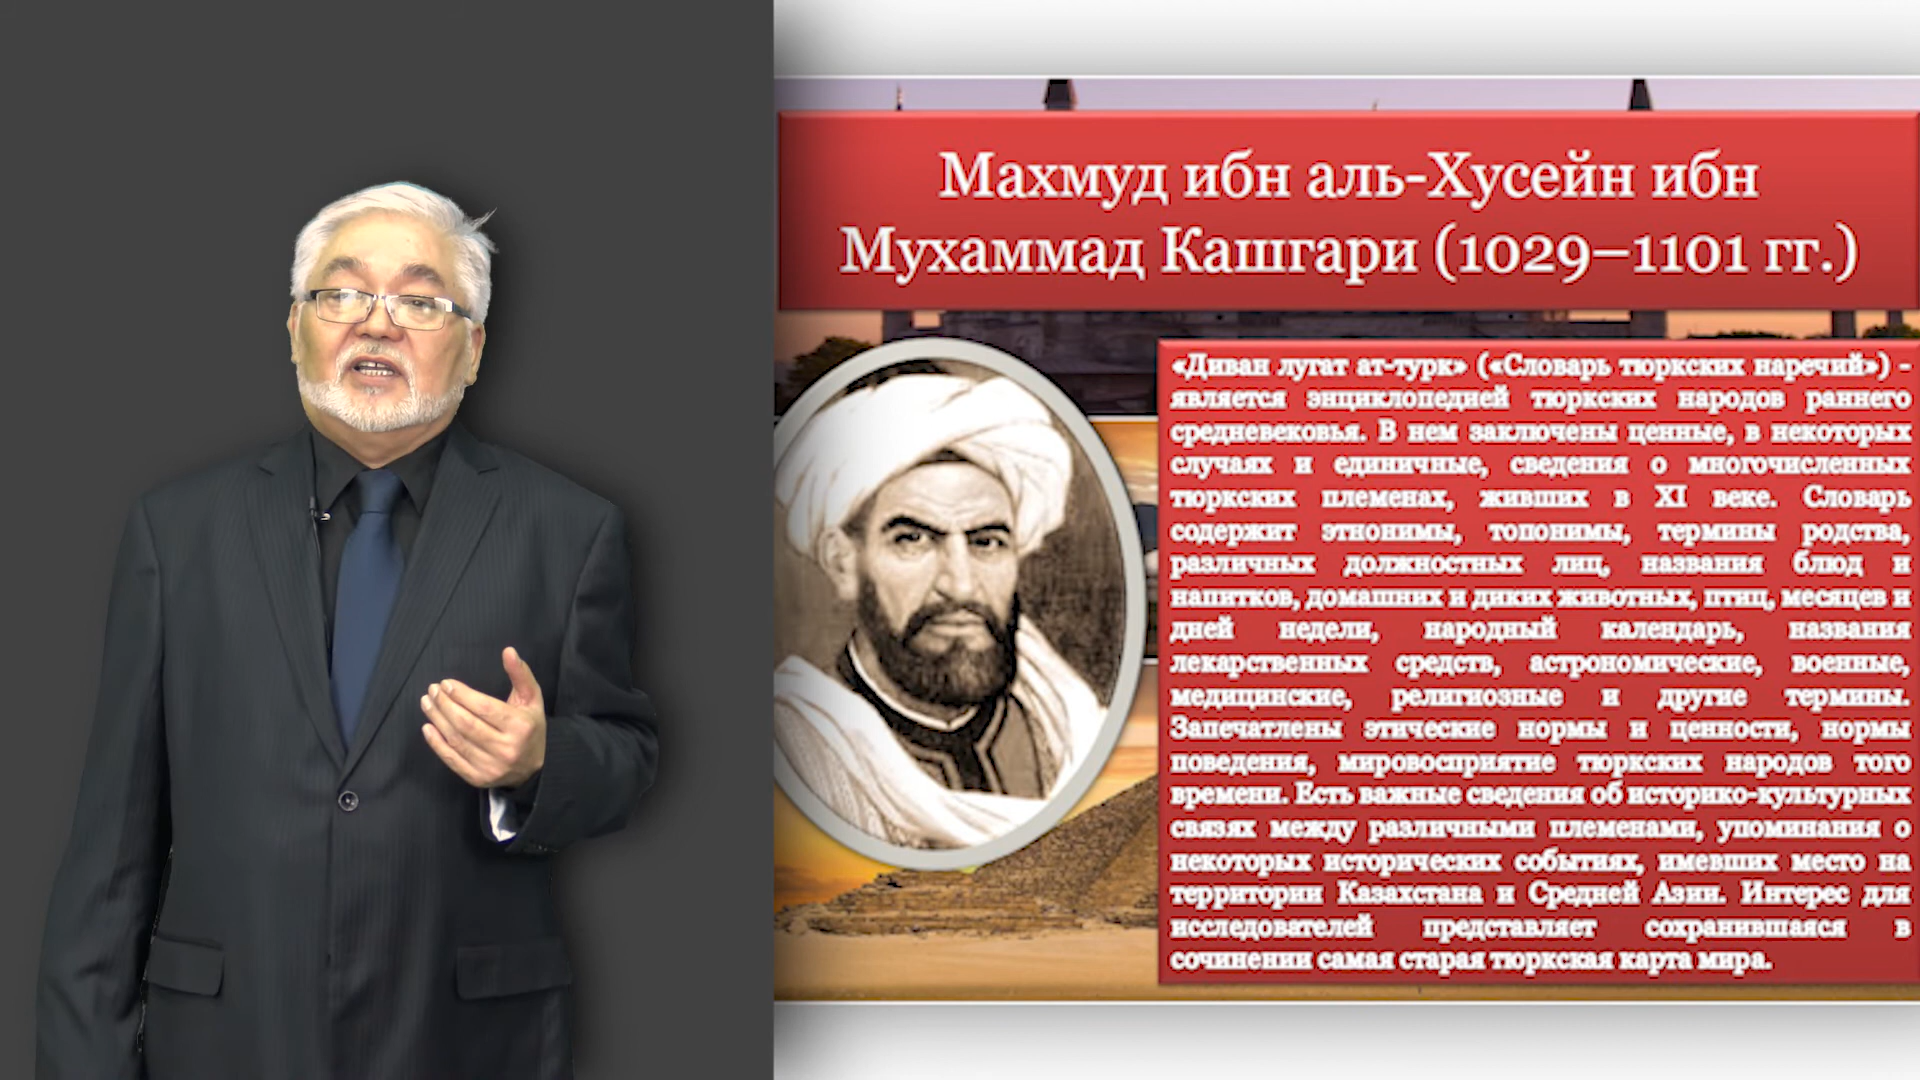 Махмуд ибн аль-Хусейн ибн
Мухаммад Кашгари (1029–1101 гг.)
«Диван лугат ат-турк» («Словарь тюркских наречий») -
является энциклопедией тюркских народов раннего
средневековья. В нем заключены ценные, в некоторых
случаях и единичные, сведения о многочисленных
тюркских племенах, живших в XI веке. Словарь
содержит этнонимы, топонимы, термины родства,
различных должностных лиц, названия блюд и
напитков, домашних и диких животных, птиц, месяцев и
дней недели, народный календарь, названия
лекарственных средств, астрономические, военные,
медицинские, религиозные и другие термины.
Запечатлены этические нормы и ценности, нормы
поведения, мировосприятие тюркских народов того
времени. Есть важные сведения об историко-культурных
связях между различными племенами, упоминания о
некоторых исторических событиях, имевших место на
территории Казахстана и Средней Азии. Интерес для
исследователей представляет сохранившаяся в
сочинении самая старая тюркская карта мира.